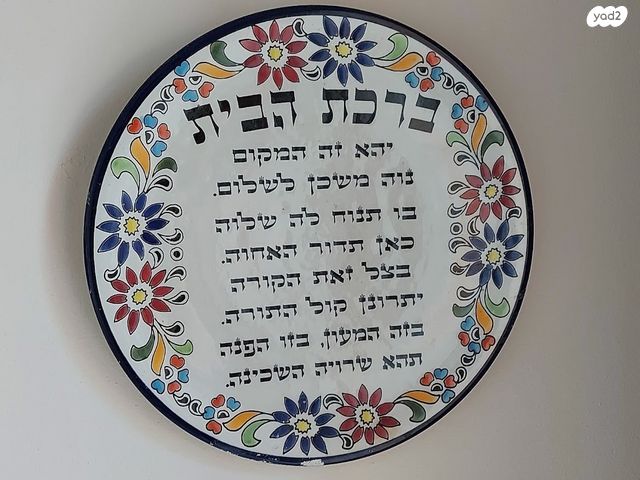 yad2
ברכת הבית
יהא זה המקום
נוה משכן לשלום.
בו תנוח לה שלוה
כאן תדור האחוה.
בצל זאת הקורה
יתרונן קול התורה.
בזה המעון, בזו הפנה
תהא שרויה השכינה.